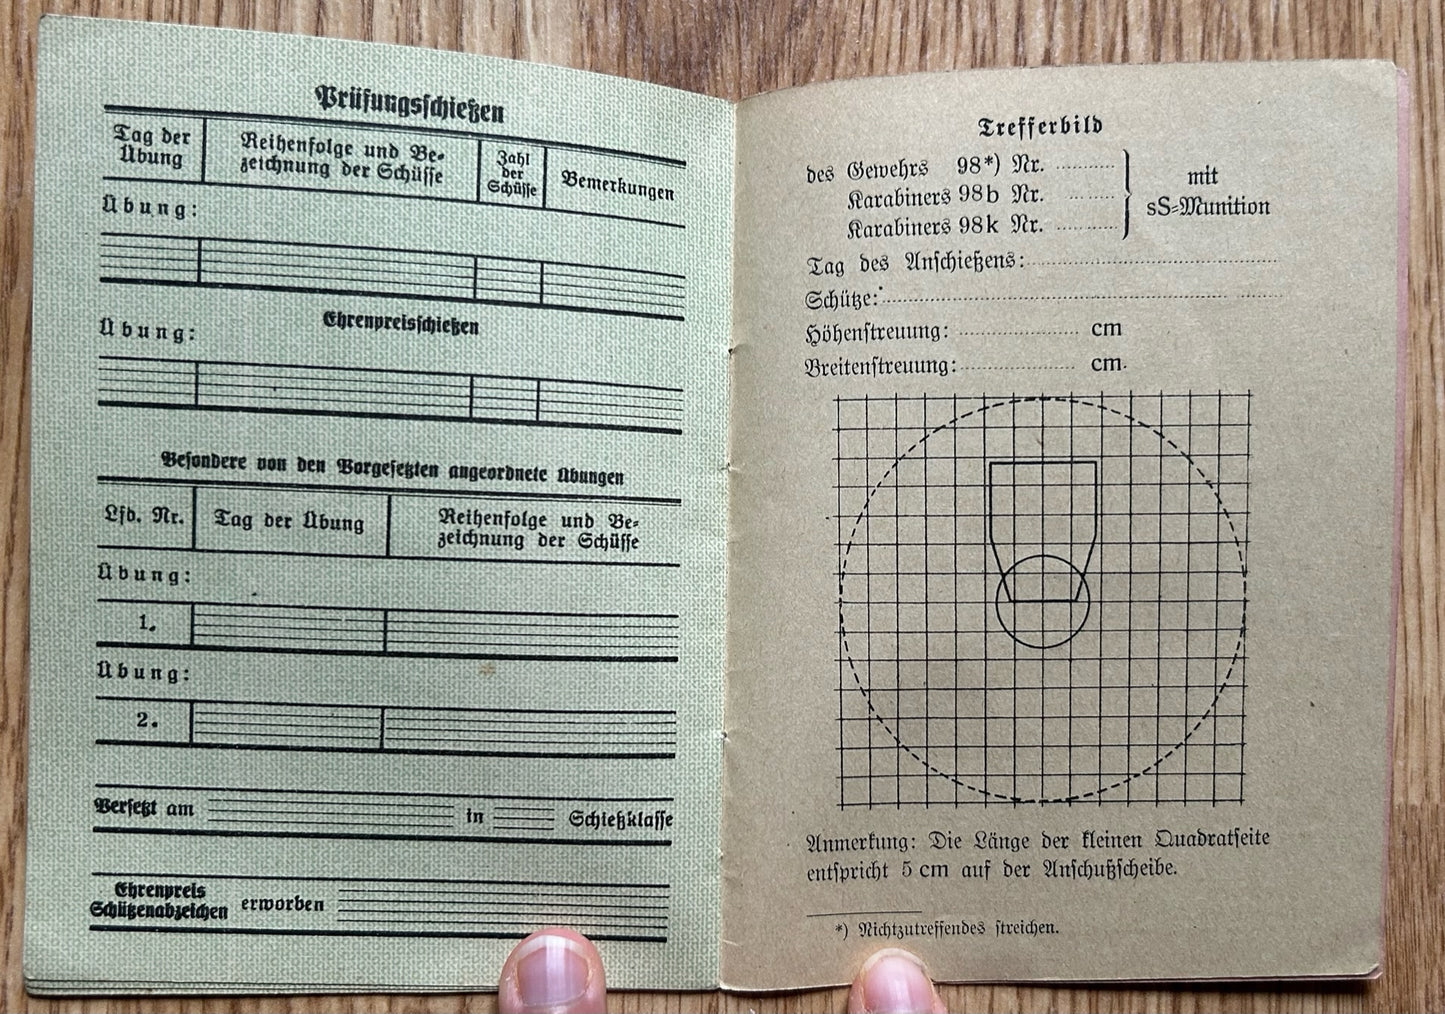 Prüfungsschießen
Tag der
Übung
Reihenfolge und Be-
zeichnung der Schüsse
Zahl
der
Schüsse
Bemerkungen
Übung:
Ehrenpreisschießen
Übung:
Besondere von den Vorgesetzten angeordnete Übungen
Lfd. Nr.
Tag der Übung
Reihenfolge und Be-
zeichnung der Schüsse
Übung:
1.
Übung:
2.
Versetzt am in Schießklasse
Ehrenpreis
Schützenabzeichen
erworben
Trefferbild
des Gewehrs 98*) Nr.
Karabiners 98b Nr.
Karabiners 98k Nr.
mit
sS-Munition
Tag des Anschießens:
Schütze:
Höhenstreuung: cm
Breitenstreuung: cm.
Anmerkung: Die Länge der kleinen Quadratseite
entspricht 5 cm auf der Anschußscheibe.
*) Nichtzutreffendes streichen.